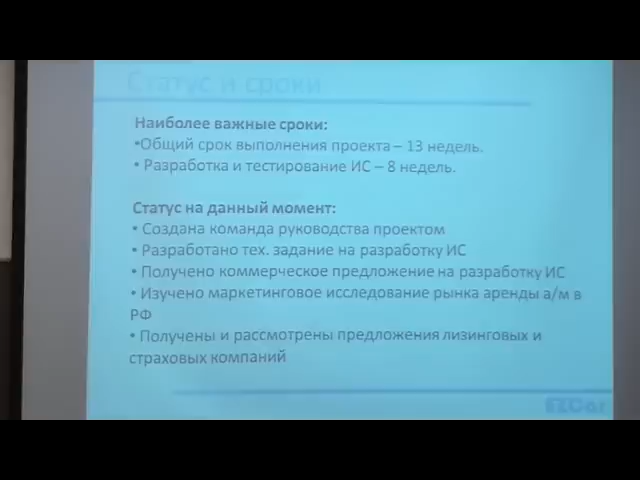 Статус и сроки
Наиболее важные сроки:
•Общий срок выполнения проекта – 13 недель.
• Разработка и тестирование ИС – 8 недель.
Статус на данный момент:
• Создана команда руководства проектом
• Разработано тех. задание на разработку ИС
• Получено коммерческое предложение на разработку ИС
• Изучено маркетинговое исследование рынка аренды а/м в
РФ
• Получены и рассмотрены предложения лизинговых и
страховых компаний
EZCar